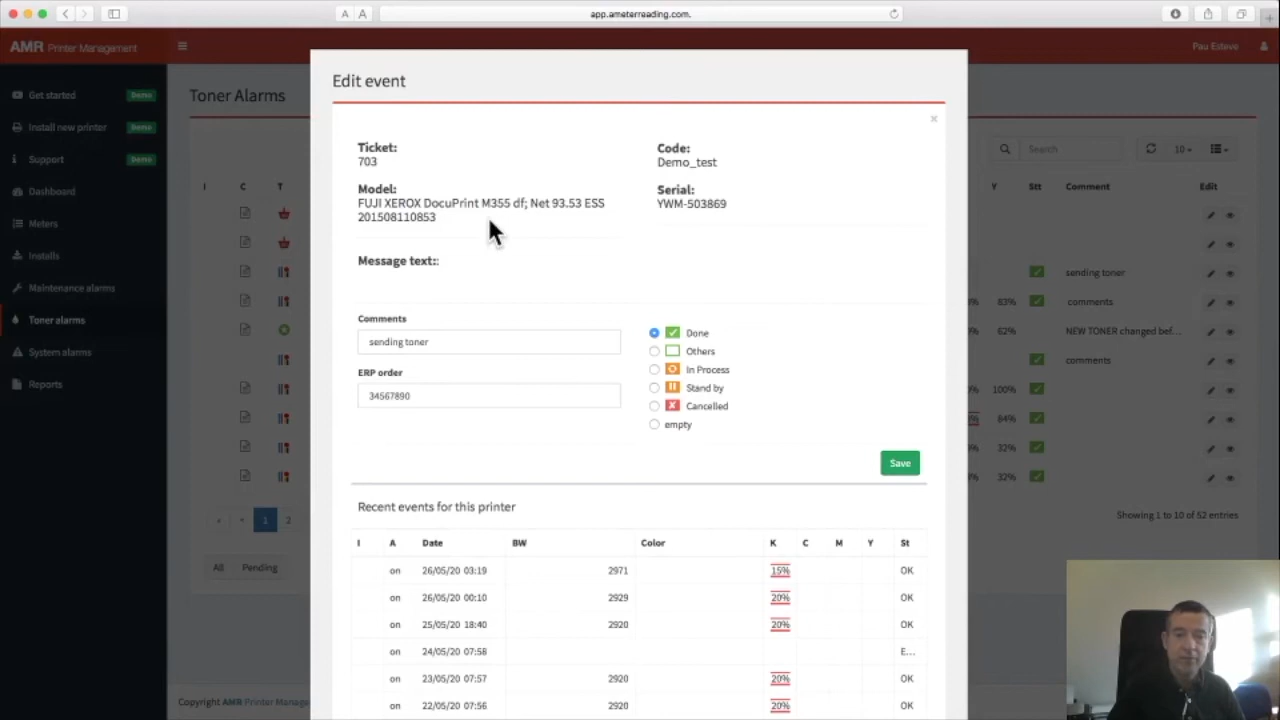 A A app.ameterreading.com.
AMR Printer Management
Pau Esteve
Get started Demo
Install new printer Demo
Support Demo
Dashboard
Meters
Installs
Maintenance alarms
Toner alarms
System alarms
Reports
Toner Alarms
Search
10
I C T
Y Stt Comment Edit
sending toner
83% comments
62% NEW TONER changed bef...
comments
100%
84%
32%
32%
« 1 2
Showing 1 to 10 of 52 entries
All Pending
Edit event
×
Ticket:
703
Code:
Demo_test
Model:
FUJI XEROX DocuPrint M355 df; Net 93.53 ESS
201508110853
Serial:
YWM-503869
Message text::
Comments
sending toner
ERP order
34567890
Done
Others
In Process
Stand by
Cancelled
empty
Save
Recent events for this printer
I A Date BW Color K C M Y St
on 26/05/20 03:19 2971 15% OK
on 26/05/20 00:10 2929 20% OK
on 25/05/20 18:40 2920 20% OK
on 24/05/20 07:58 E...
on 23/05/20 07:57 2920 20% OK
on 22/05/20 07:56 2920 20% OK
Copyright AMR Printer Manage